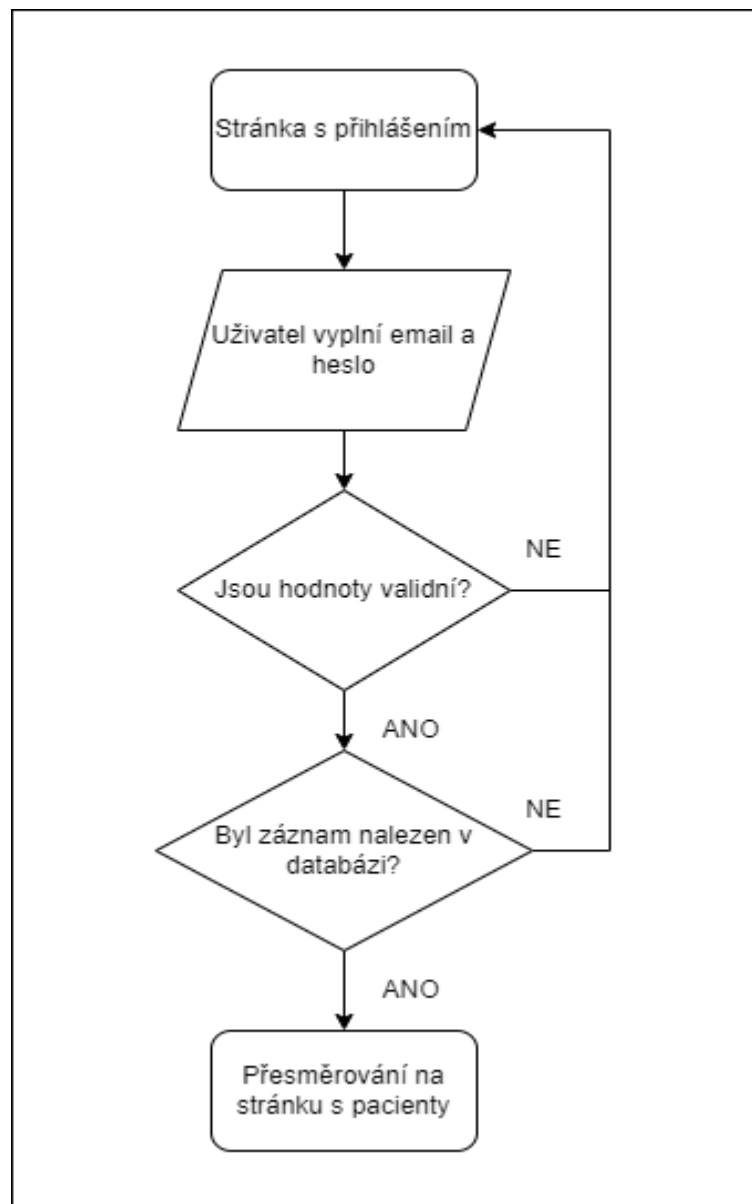 Stránka s přihlášením
Uživatel vyplní email a
heslo
NE
Jsou hodnoty validní?
ANO
NE
Byl záznam nalezen v
databázi?
ANO
Přesměrování na
stránku s pacienty